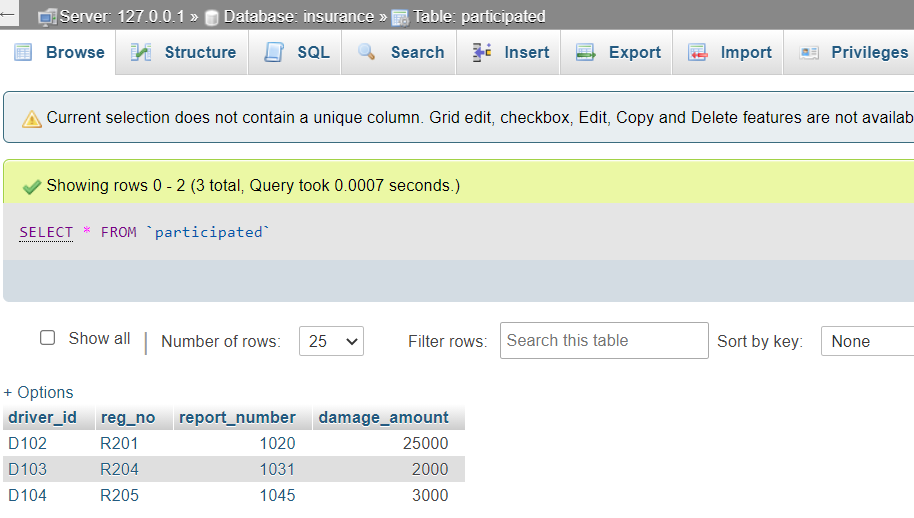 Server: 127.0.0.1 » Database: insurance » Table: participated
Browse Structure SQL Search Insert Export Import Privileges
Current selection does not contain a unique column. Grid edit, checkbox, Edit, Copy and Delete features are not availab
Showing rows 0 - 2 (3 total, Query took 0.0007 seconds.)
SELECT * FROM `participated`
Show all | Number of rows: 25 Filter rows: Search this table Sort by key: None
+ Options
driver_id reg_no report_number damage_amount
D102 R201 1020 25000
D103 R204 1031 2000
D104 R205 1045 3000